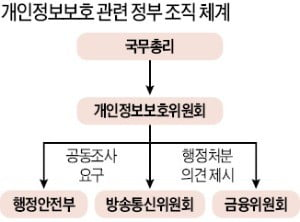 개인정보보호 관련 정부 조직 체계
국무총리
개인정보보호위원회
공동조사
요구
행정처분
의견 제시
행정안전부
방송통신위원회
금융위원회